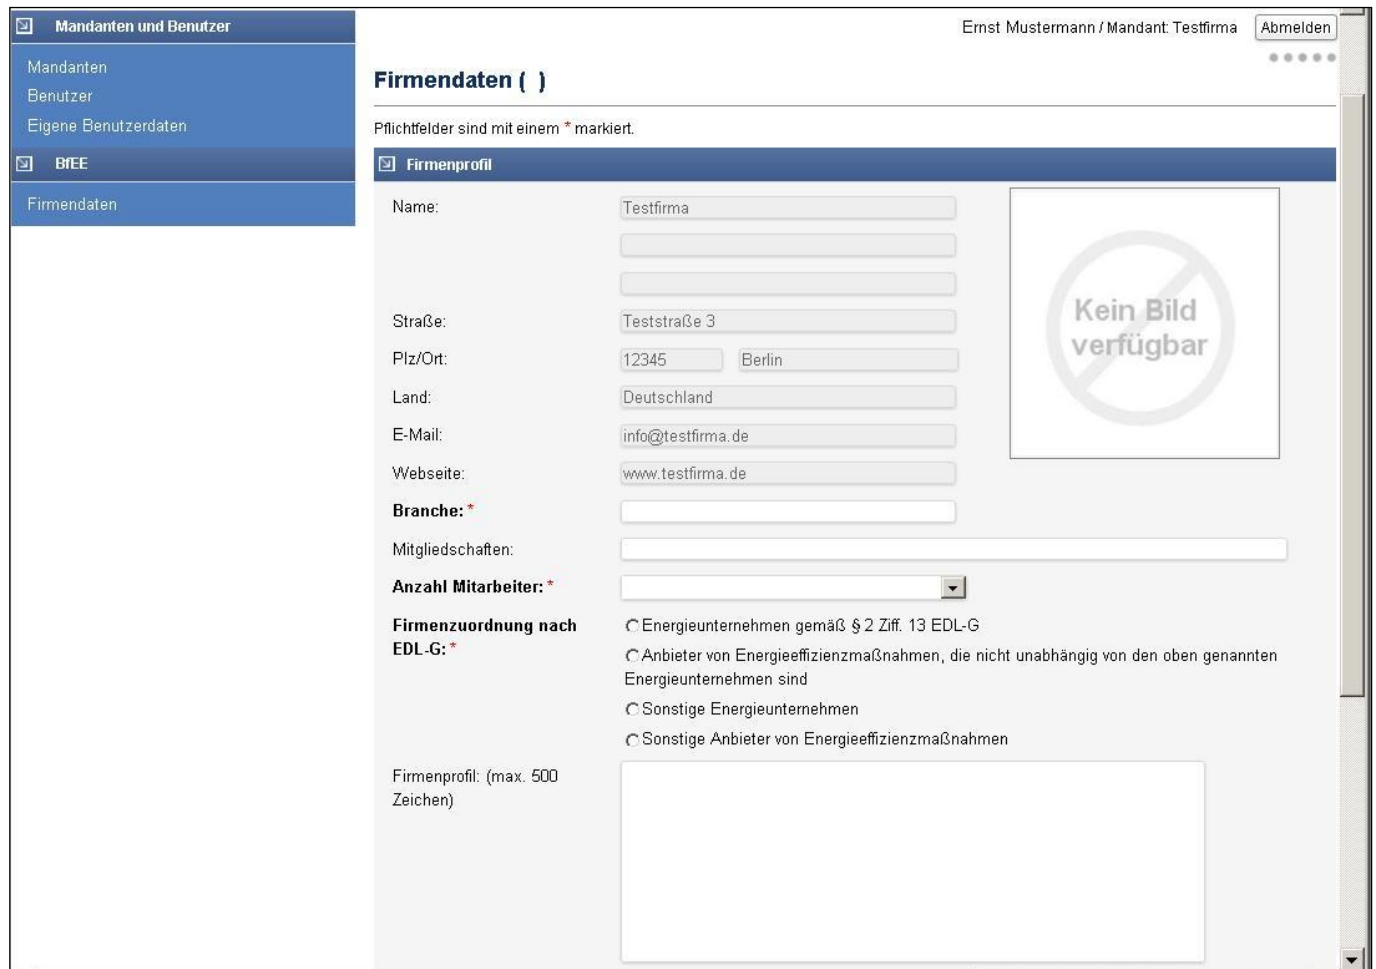 Mandanten und Benutzer
Mandanten
Benutzer
Eigene Benutzerdaten
BfEE
Firmendaten
Ernst Mustermann / Mandant: Testfirma Abmelden
Firmendaten ( )
Pflichtfelder sind mit einem * markiert.
Firmenprofil
Name: Testfirma
Straße: Teststraße 3
Plz/Ort: 12345 Berlin
Land: Deutschland
E-Mail: info@testfirma.de
Webseite: www.testfirma.de
Kein Bild
verfügbar
Branche: *
Mitgliedschaften:
Anzahl Mitarbeiter: *
Firmenzuordnung nach
EDL-G: *
Energieunternehmen gemäß § 2 Ziff. 13 EDL-G
Anbieter von Energieeffizienzmaßnahmen, die nicht unabhängig von den oben genannten
Energieunternehmen sind
Sonstige Energieunternehmen
Sonstige Anbieter von Energieeffizienzmaßnahmen
Firmenprofil: (max. 500
Zeichen)